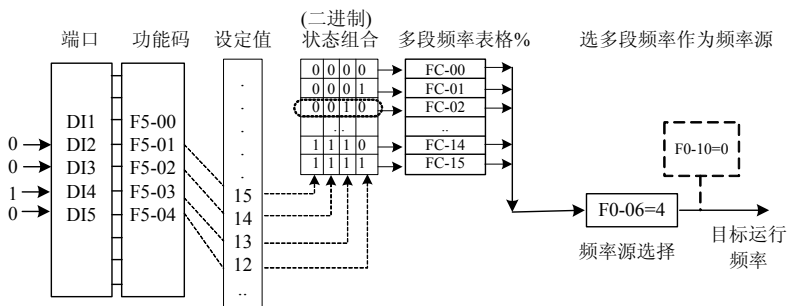 (二进制)
端口 功能码 设定值 状态组合 多段频率表格% 选多段频率作为频率源
0 0 0 0 FC-00
0 0 0 1 FC-01
0 0 1 0 FC-02
... ..
1 1 1 0 FC-14
1 1 1 1 FC-15
.
.
.
.
DI1 F5-00
0 DI2 F5-01
0 DI3 F5-02
1 DI4 F5-03
0 DI5 F5-04
15
14
13
12
..
F0-10=0
F0-06=4
频率源选择
目标运行
频率